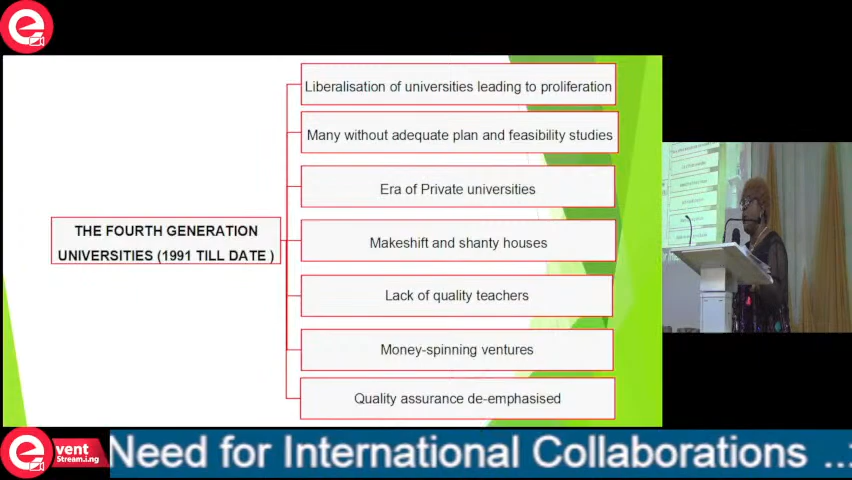 Liberalisation of universities leading to proliferation
Many without adequate plan and feasibility studies
Era of Private universities
THE FOURTH GENERATION
UNIVERSITIES (1991 TILL DATE )
Makeshift and shanty houses
Lack of quality teachers
Money-spinning ventures
Quality assurance de-emphasised
e
vent
Stream.i.ng
Need for International Collaborations ...